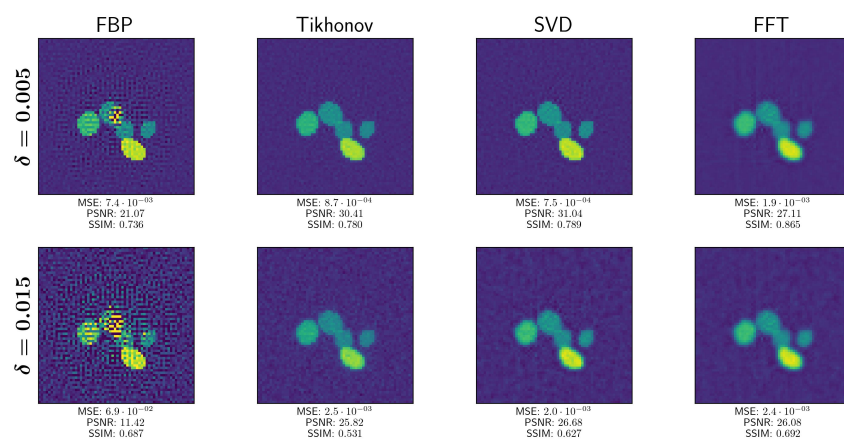 FBP Tikhonov SVD FFT
δ = 0.005
MSE: 7.4 · 10⁻⁰³ MSE: 8.7 · 10⁻⁰⁴ MSE: 7.5 · 10⁻⁰⁴ MSE: 1.9 · 10⁻⁰³
PSNR: 21.07 PSNR: 30.41 PSNR: 31.04 PSNR: 27.11
SSIM: 0.736 SSIM: 0.780 SSIM: 0.789 SSIM: 0.865
δ = 0.015
MSE: 6.9 · 10⁻⁰² MSE: 2.5 · 10⁻⁰³ MSE: 2.0 · 10⁻⁰³ MSE: 2.4 · 10⁻⁰³
PSNR: 11.42 PSNR: 25.82 PSNR: 26.68 PSNR: 26.08
SSIM: 0.687 SSIM: 0.531 SSIM: 0.627 SSIM: 0.692